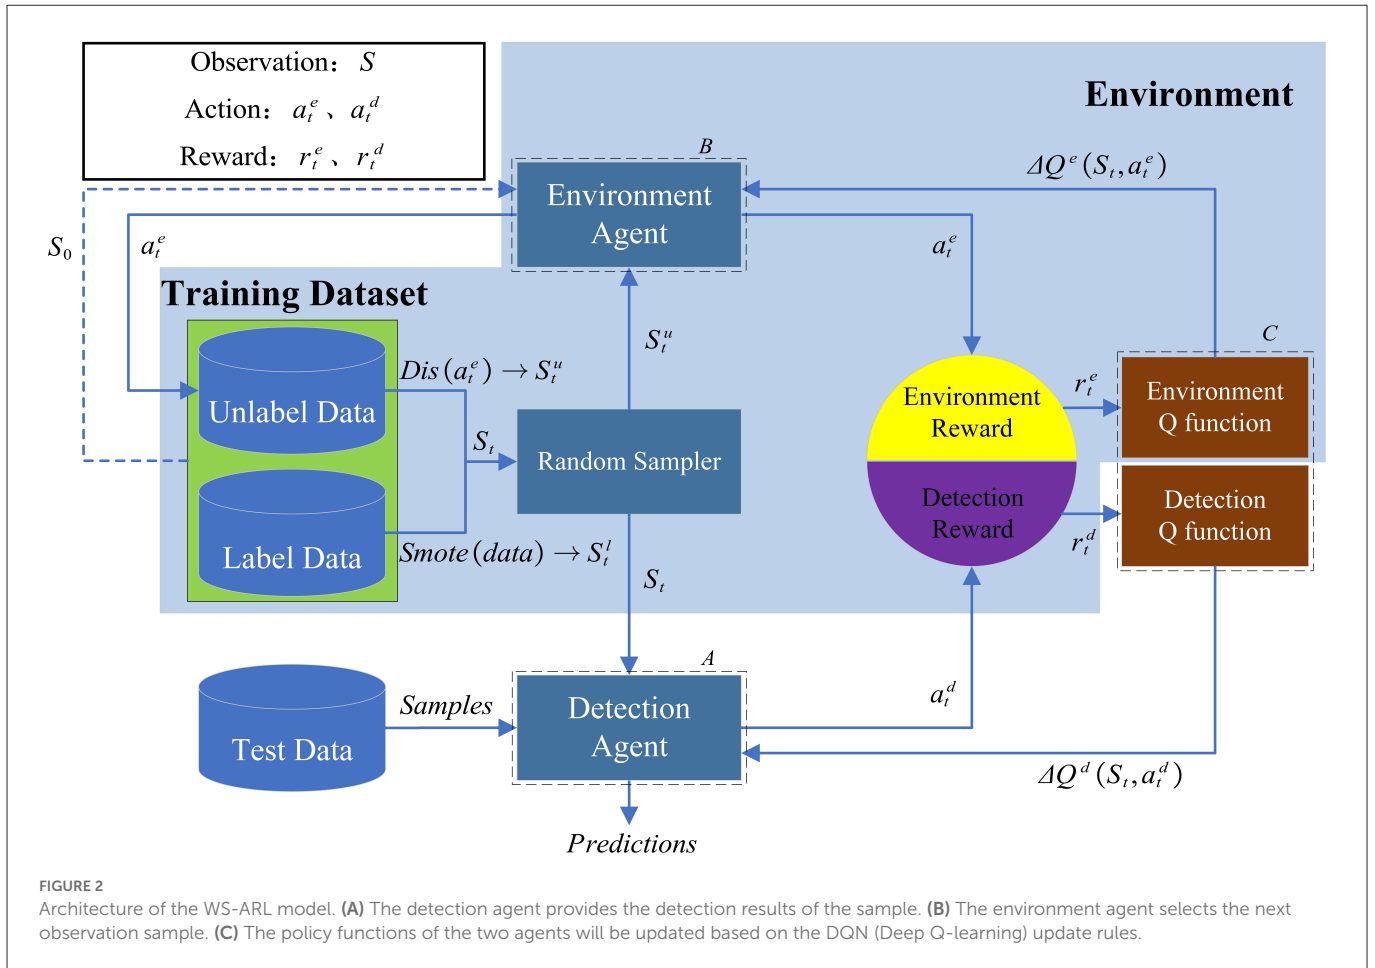 Observation: S
Action: a_t^e 、 a_t^d
Reward: r_t^e 、 r_t^d
Environment
B
Environment
Agent
ΔQ^e(S_t, a_t^e)
S_0
a_t^e
a_t^e
Training Dataset
S_t^u
C
Unlabel Data
Dis(a_t^e) → S_t^u
Environment
Reward
r_t^e
Environment
Q function
S_t
Random Sampler
Label Data
Smote(data) → S_t^l
Detection
Reward
r_t^d
Detection
Q function
S_t
A
Test Data
Samples
Detection
Agent
a_t^d
ΔQ^d(S_t, a_t^d)
Predictions
FIGURE 2
Architecture of the WS-ARL model. (A) The detection agent provides the detection results of the sample. (B) The environment agent selects the next
observation sample. (C) The policy functions of the two agents will be updated based on the DQN (Deep Q-learning) update rules.